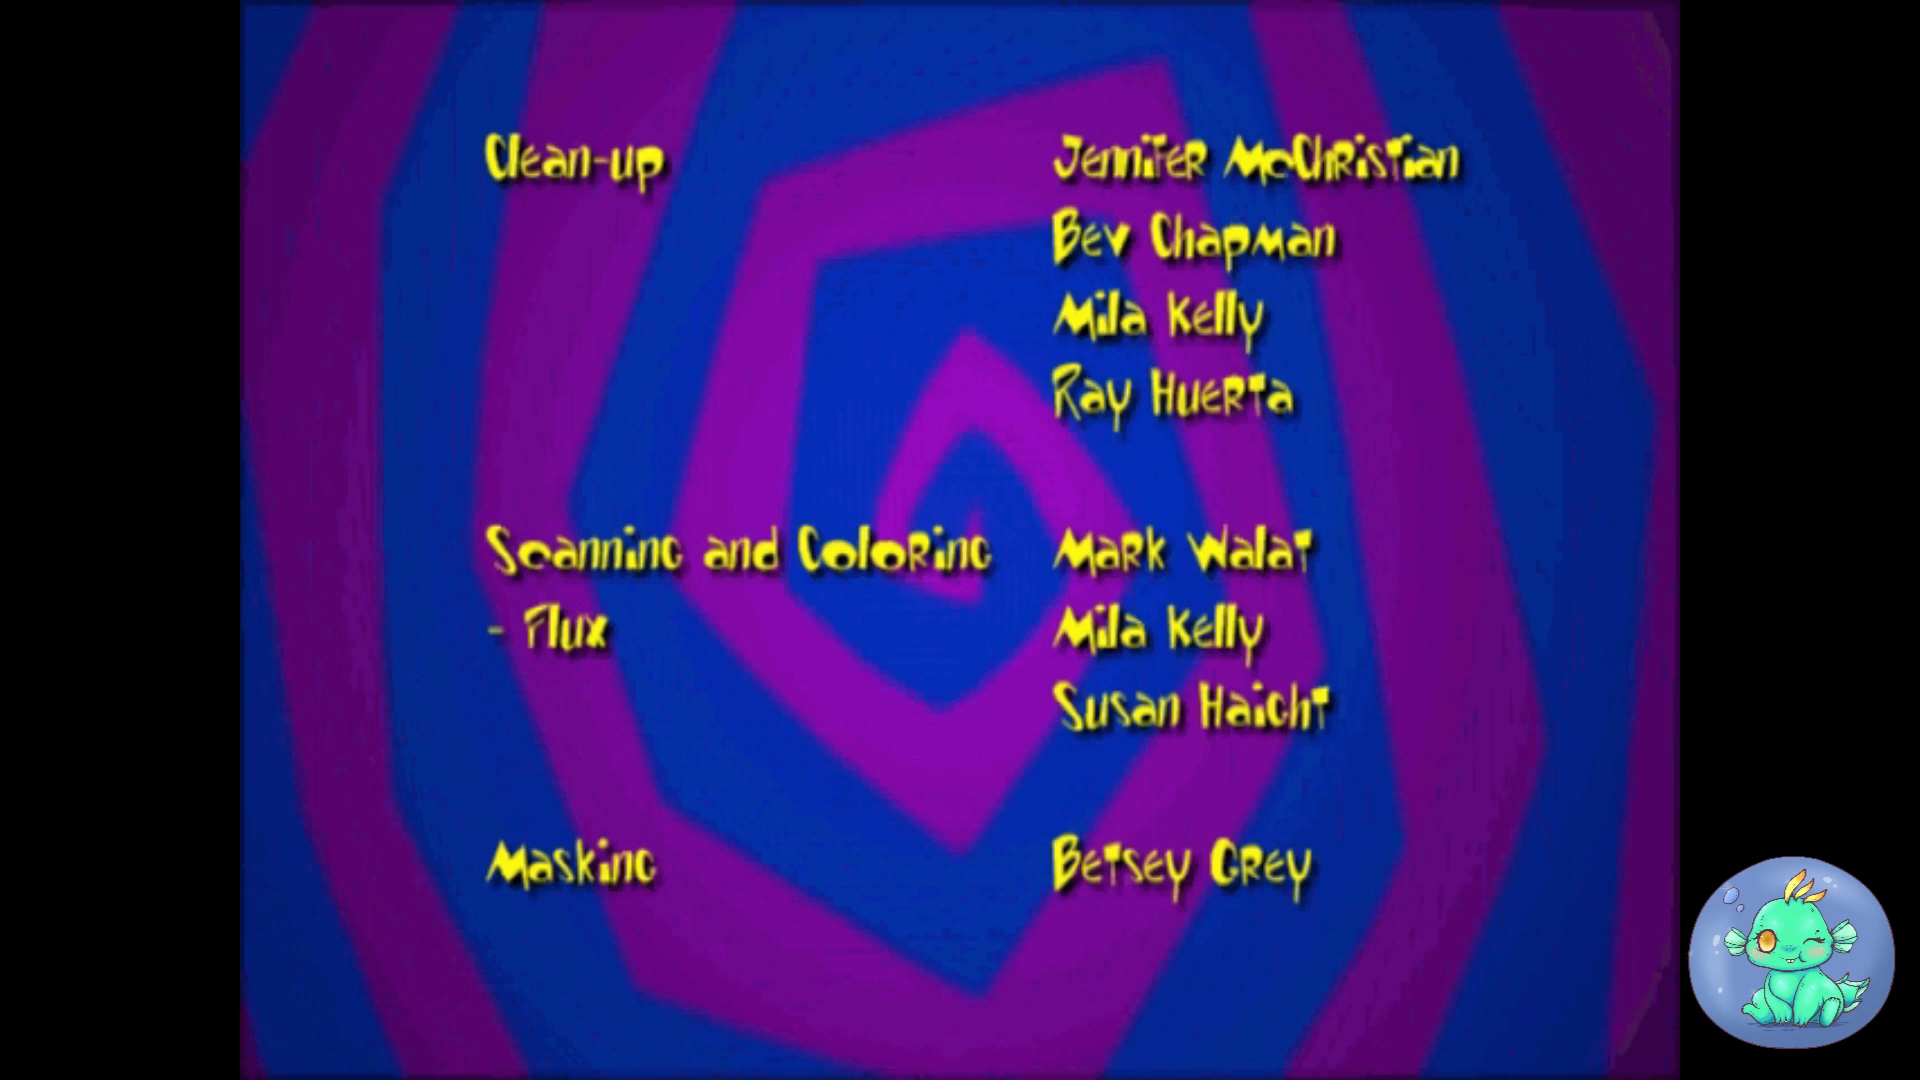 Clean-up Jennifer McChristian
Bev Chapman
Mila Kelly
Ray Huerta
Scanning and Coloring Mark Walat
- Flux Mila Kelly
Susan Haight
Masking Betsey Grey